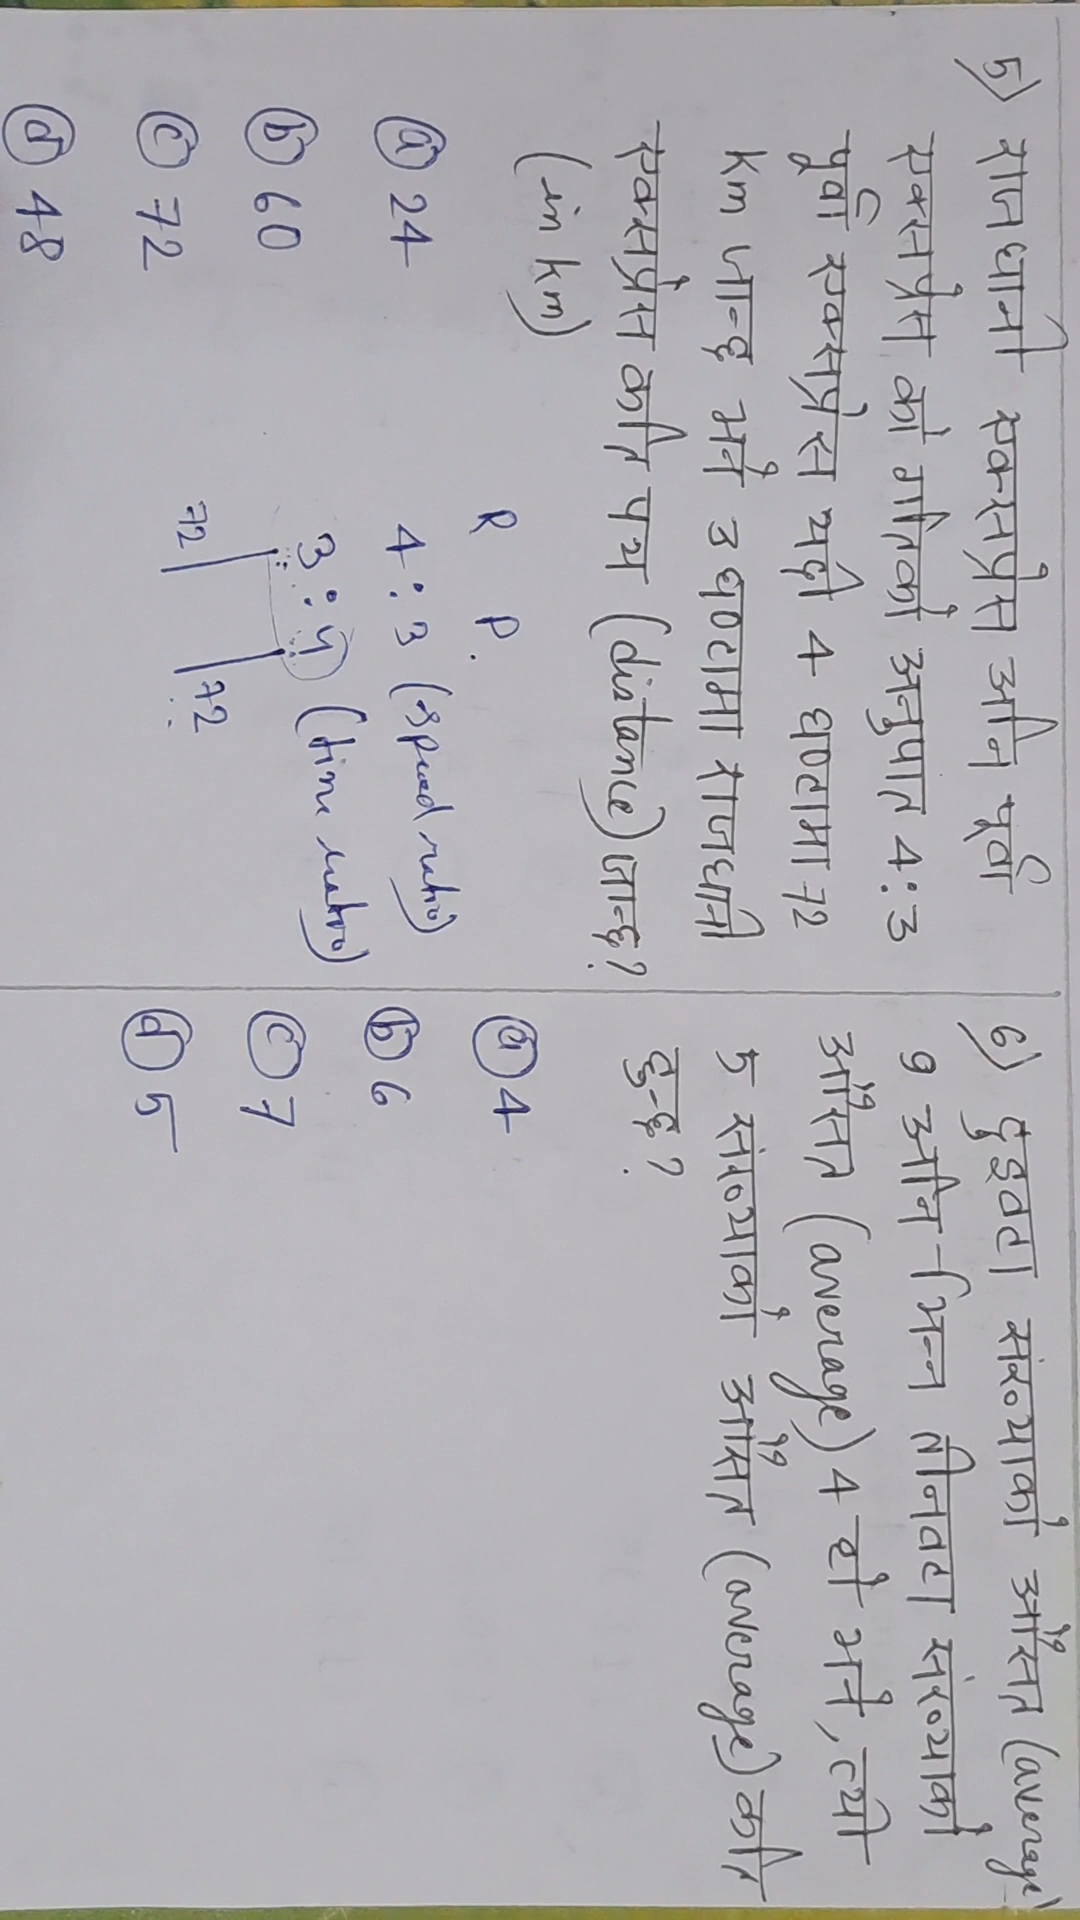 5) राजधानी एक्सप्रेस अनि पूर्वा
एक्सप्रेस को गतिको अनुपात 4:3
पूर्वा एक्सप्रेस यदी 4 घण्टामा 72
km जान्छ भने 3 घण्टामा राजधानी
एक्सप्रेस कति पथ (distance) जान्छ?
(in km)
(a) 24
(b) 60
(c) 72
(d) 48
R P.
4 : 3 (speed ratio)
3 : 4 (time ratio)
72 72
6) दुइवटा संख्याको औसत (average)
9 अनि भिन्न तीनवटा संख्याको
औसत (average) 4 हो भने, त्यो
5 संख्याको औसत (average) कति
हुन्छ?
(a) 4
(b) 6
(c) 7
(d) 5